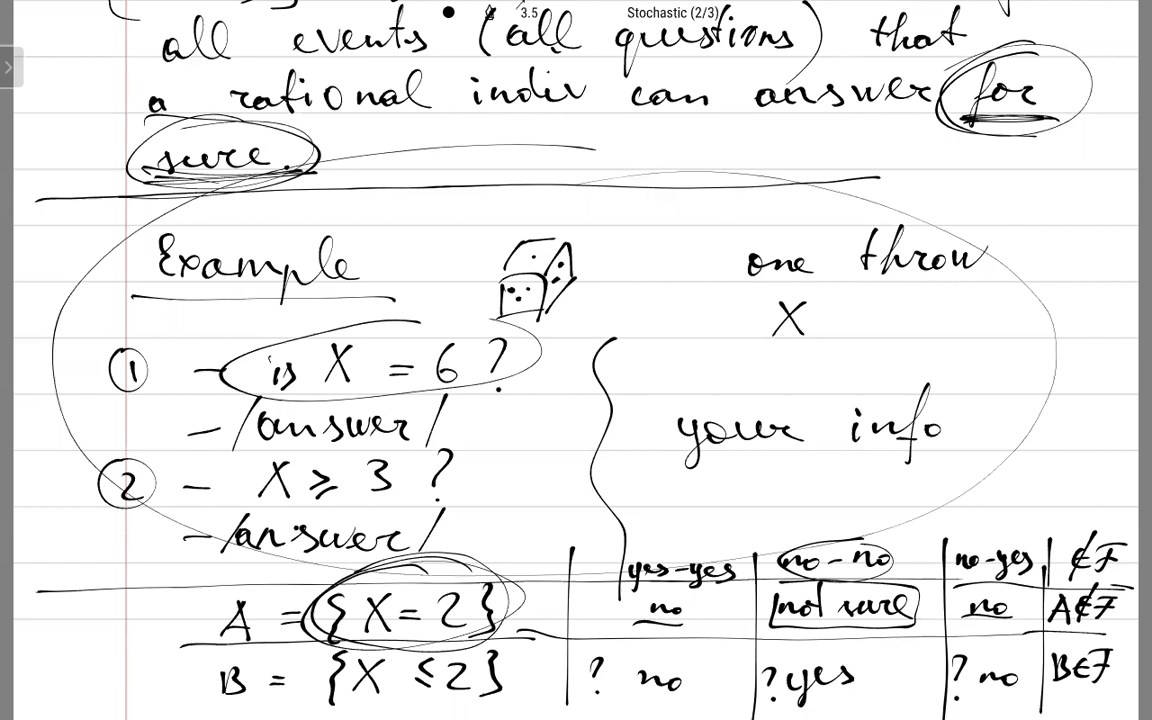 3.5 Stochastic (2/3)
all events (all questions) that
a rational indiv can answer for
sure.
Example one throw
X
① - is X = 6 ?
- /answer/
your info
② - X ⩾ 3 ?
- /answer/
yes-yes no-no no-yes ∉ F
A = {X = 2} no not sure no A ∉ F
B = {X ≤ 2} ? no ? yes ? no B ∈ F